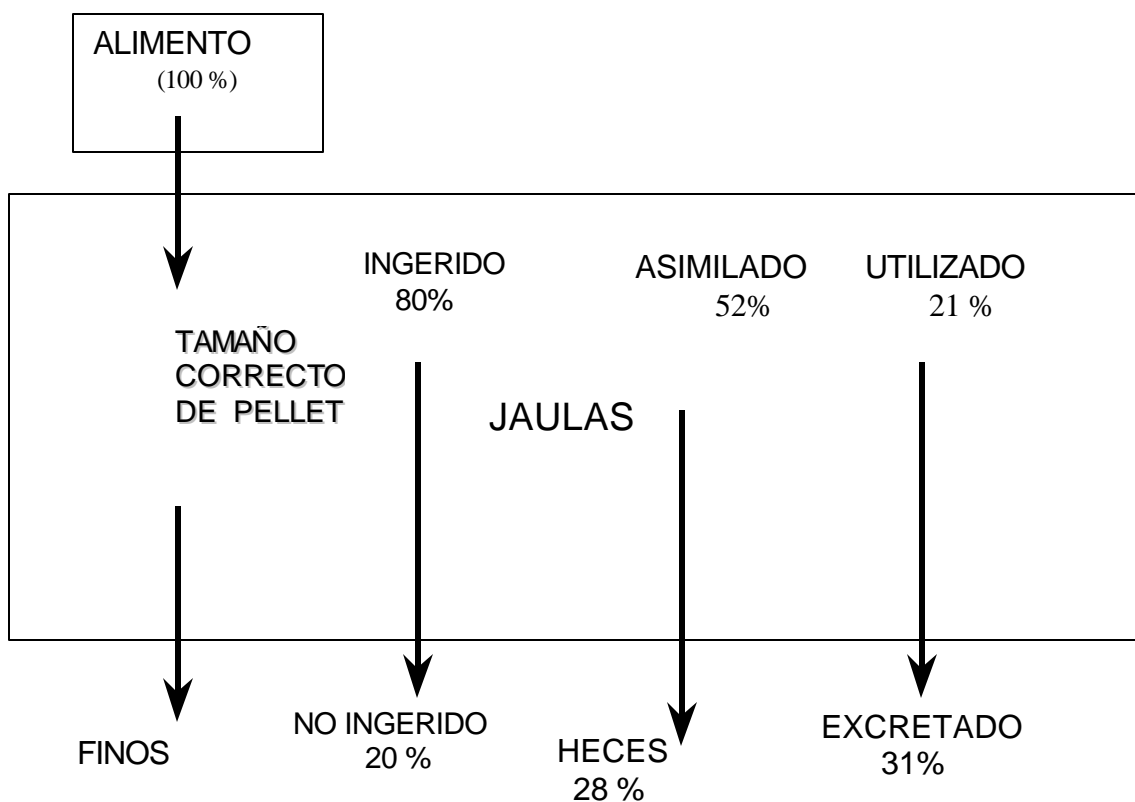 ALIMENTO
(100 %)
INGERIDO
80%
ASIMILADO
52%
UTILIZADO
21 %
TAMAÑO
CORRECTO
DE PELLET
JAULAS
FINOS
NO INGERIDO
20 %
HECES
28 %
EXCRETADO
31%